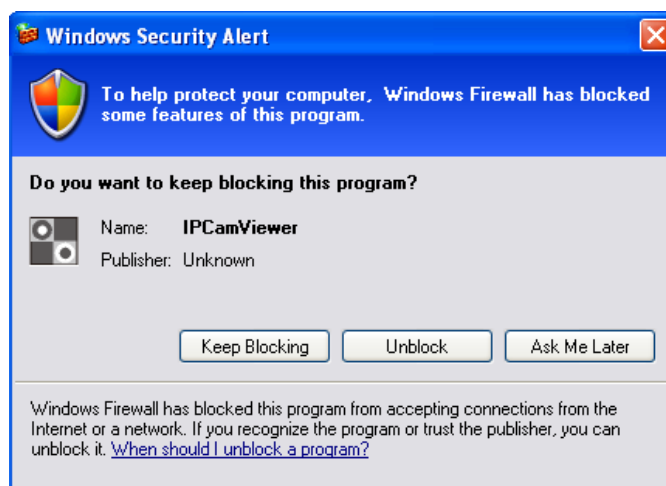 Windows Security Alert
To help protect your computer, Windows Firewall has blocked
some features of this program.
Do you want to keep blocking this program?
Name: IPCamViewer
Publisher: Unknown
Keep Blocking Unblock Ask Me Later
Windows Firewall has blocked this program from accepting connections from the
Internet or a network. If you recognize the program or trust the publisher, you can
unblock it. When should I unblock a program?